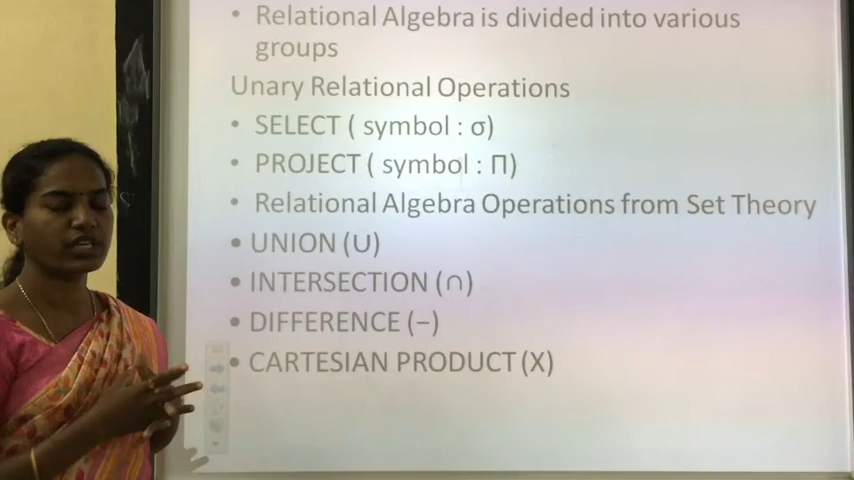 • Relational Algebra is divided into various
groups
Unary Relational Operations
• SELECT ( symbol : σ)
• PROJECT ( symbol : Π)
• Relational Algebra Operations from Set Theory
• UNION (∪)
• INTERSECTION (∩)
• DIFFERENCE (−)
• CARTESIAN PRODUCT (X)